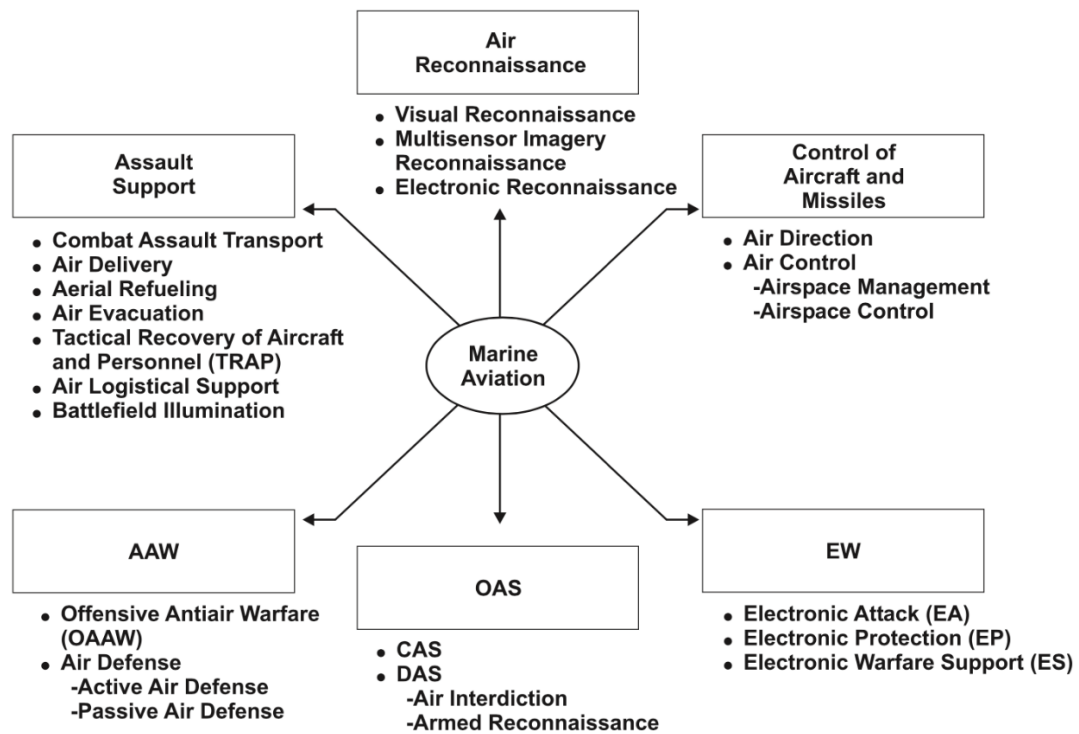 Air
Reconnaissance
• Visual Reconnaissance
• Multisensor Imagery
Reconnaissance
• Electronic Reconnaissance
Assault
Support
• Combat Assault Transport
• Air Delivery
• Aerial Refueling
• Air Evacuation
• Tactical Recovery of Aircraft
and Personnel (TRAP)
• Air Logistical Support
• Battlefield Illumination
Control of
Aircraft and
Missiles
• Air Direction
• Air Control
-Airspace Management
-Airspace Control
Marine
Aviation
AAW
• Offensive Antiair Warfare
(OAAW)
• Air Defense
-Active Air Defense
-Passive Air Defense
OAS
• CAS
• DAS
-Air Interdiction
-Armed Reconnaissance
EW
• Electronic Attack (EA)
• Electronic Protection (EP)
• Electronic Warfare Support (ES)